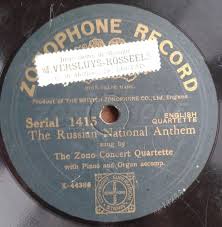 ZONOPHONE RECORD
VERSLUYS-ROSSEEL
Product of THE BRITISH ZONOPHONE CO., Ltd., England.
Serial 1415
ENGLISH
QUARTETTE
The Russian National Anthem
sung by
The Zono Concert Quartette
with Piano and Organ accomp.
X-44388